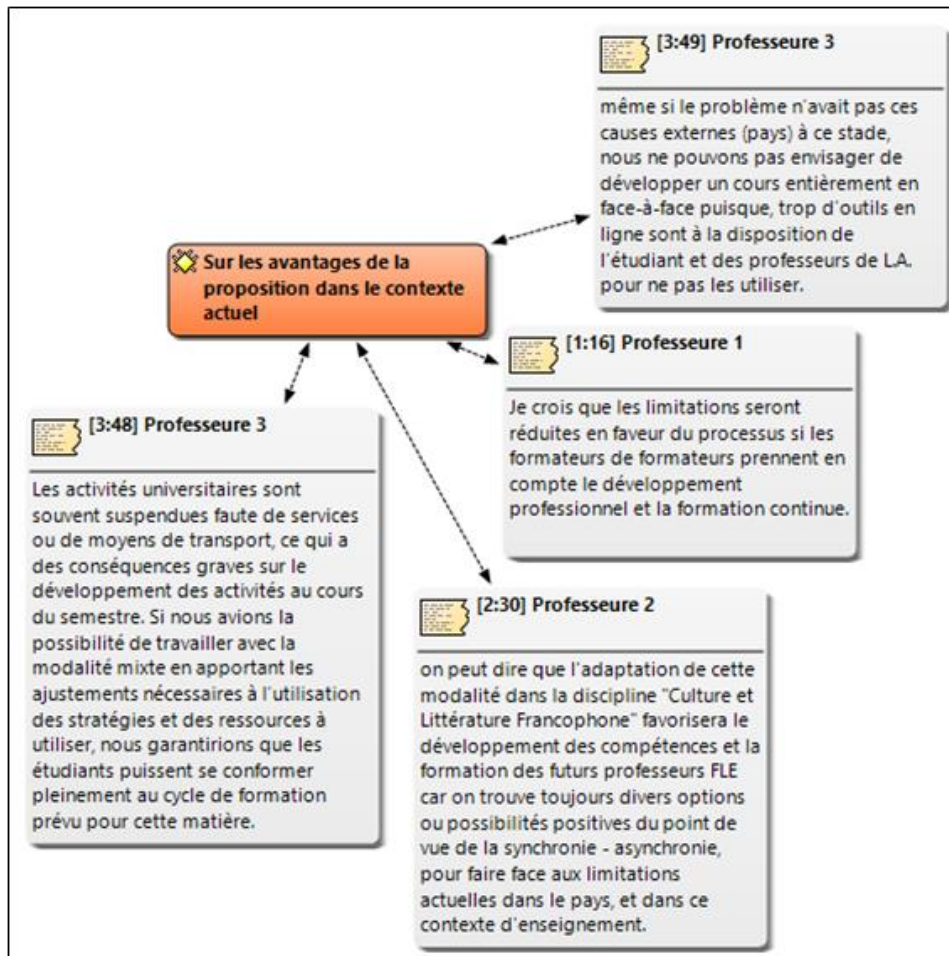 [3:49] Professeure 3
même si le problème n'avait pas ces
causes externes (pays) à ce stade,
nous ne pouvons pas envisager de
développer un cours entièrement en
face-à-face puisque, trop d'outils en
ligne sont à la disposition de
l'étudiant et des professeurs de L.A.
pour ne pas les utiliser.
Sur les avantages de la
proposition dans le contexte
actuel
[1:16] Professeure 1
Je crois que les limitations seront
réduites en faveur du processus si les
formateurs de formateurs prennent en
compte le développement
professionnel et la formation continue.
[3:48] Professeure 3
Les activités universitaires sont
souvent suspendues faute de services
ou de moyens de transport, ce qui a
des conséquences graves sur le
développement des activités au cours
du semestre. Si nous avions la
possibilité de travailler avec la
modalité mixte en apportant les
ajustements nécessaires à l'utilisation
des stratégies et des ressources à
utiliser, nous garantirions que les
étudiants puissent se conformer
pleinement au cycle de formation
prévu pour cette matière.
[2:30] Professeure 2
on peut dire que l'adaptation de cette
modalité dans la discipline "Culture et
Littérature Francophone" favorisera le
développement des compétences et la
formation des futurs professeurs FLE
car on trouve toujours divers options
ou possibilités positives du point de
vue de la synchronie - asynchronie,
pour faire face aux limitations
actuelles dans le pays, et dans ce
contexte d'enseignement.